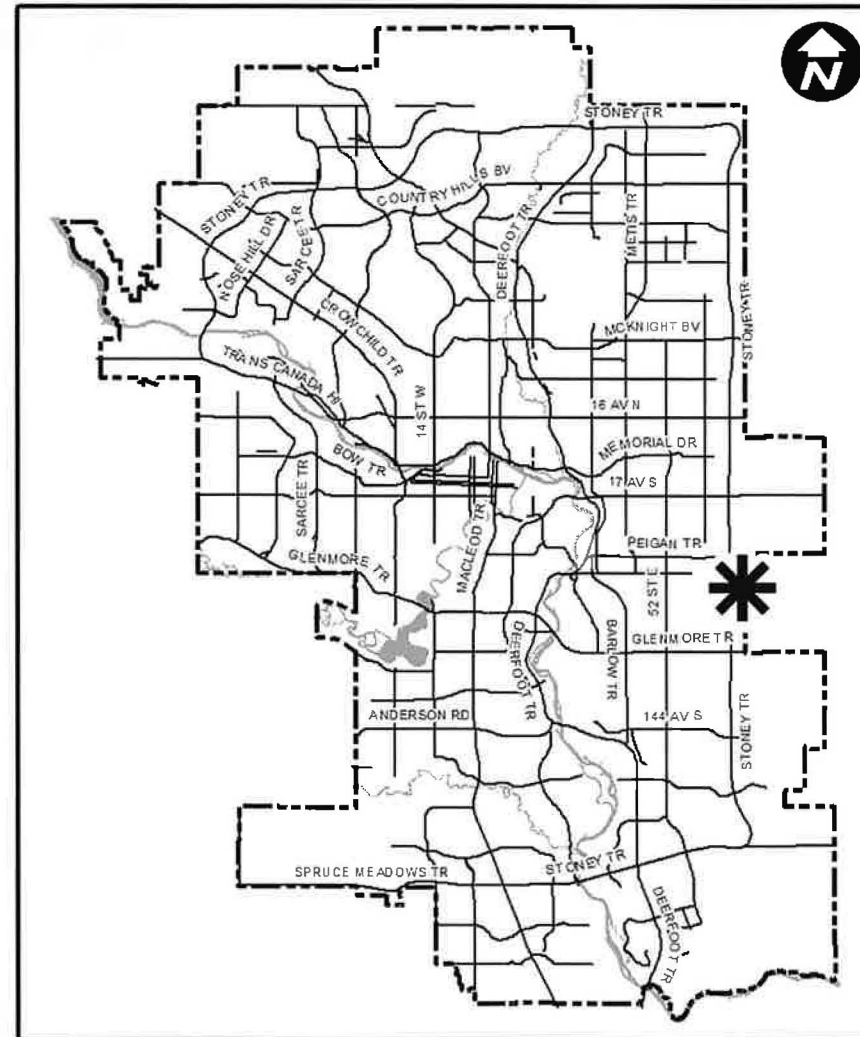 N
STONEY TR
COUNTRY HILLS BV
STONEY TR
NOSE HILL DR
SARCEE TR
DEERFOOT TR
METIS TR
STONEY TR
CROWCHILD TR
MCKNIGHT BV
TRANS CANADA HI
14 ST W
16 AV N
BOW TR
MEMORIAL DR
17 AV S
SARCEE TR
MACLEOD TR
PEIGAN TR
GLENMORE TR
52 ST E
DEERFOOT TR
BARLOW TR
GLENMORE TR
ANDERSON RD
144 AV S
STONEY TR
STONEY TR
SPRUCE MEADOWS TR
DEERFOOT TR